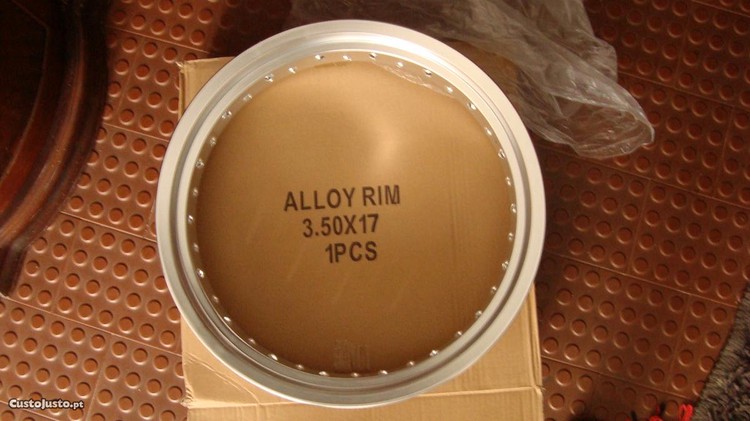 ALLOY RIM
3.50X17
1PCS
CustoJusto.pt